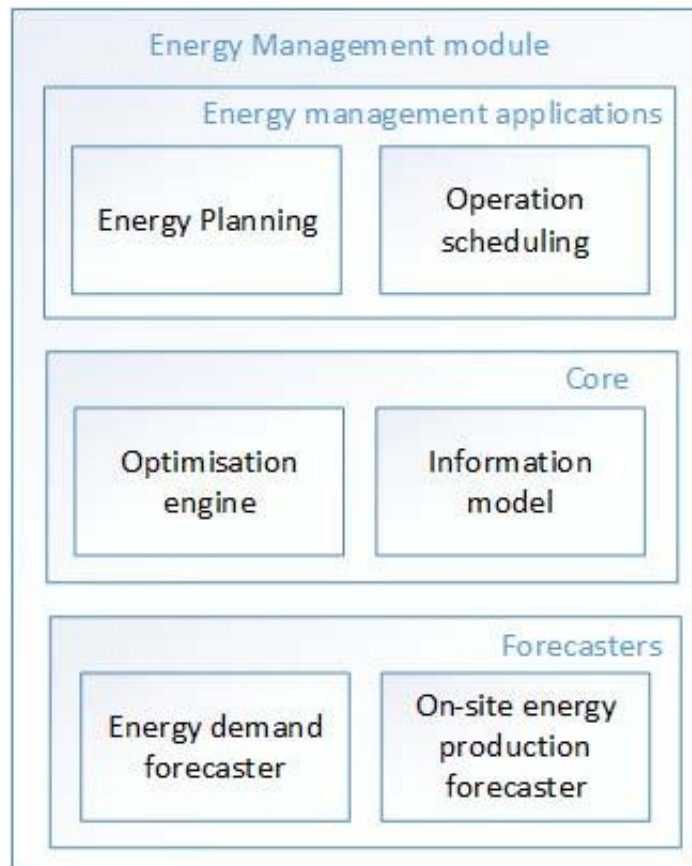 Energy Management module
Energy management applications
Energy Planning
Operation
scheduling
Core
Optimisation
engine
Information
model
Forecasters
Energy demand
forecaster
On-site energy
production
forecaster